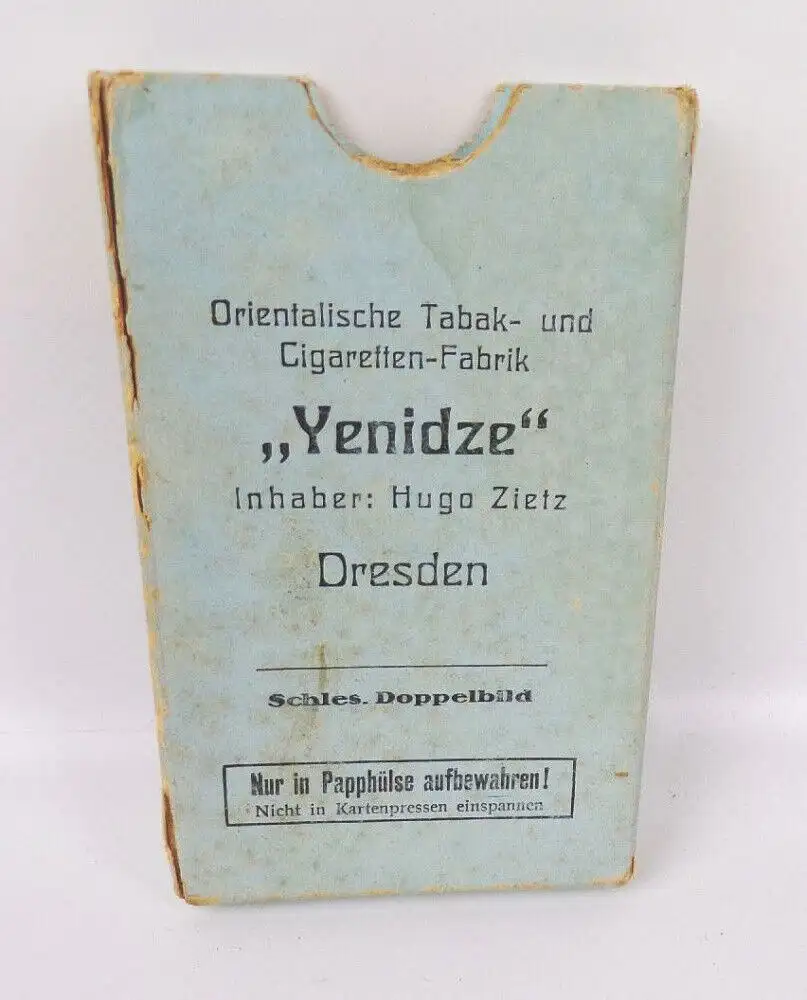 Orientalische Tabak- und
Cigaretten-Fabrik
„Yenidze“
Inhaber: Hugo Zietz
Dresden
Schles. Doppelbild
Nur in Papphülse aufbewahren!
Nicht in Kartenpressen einspannen